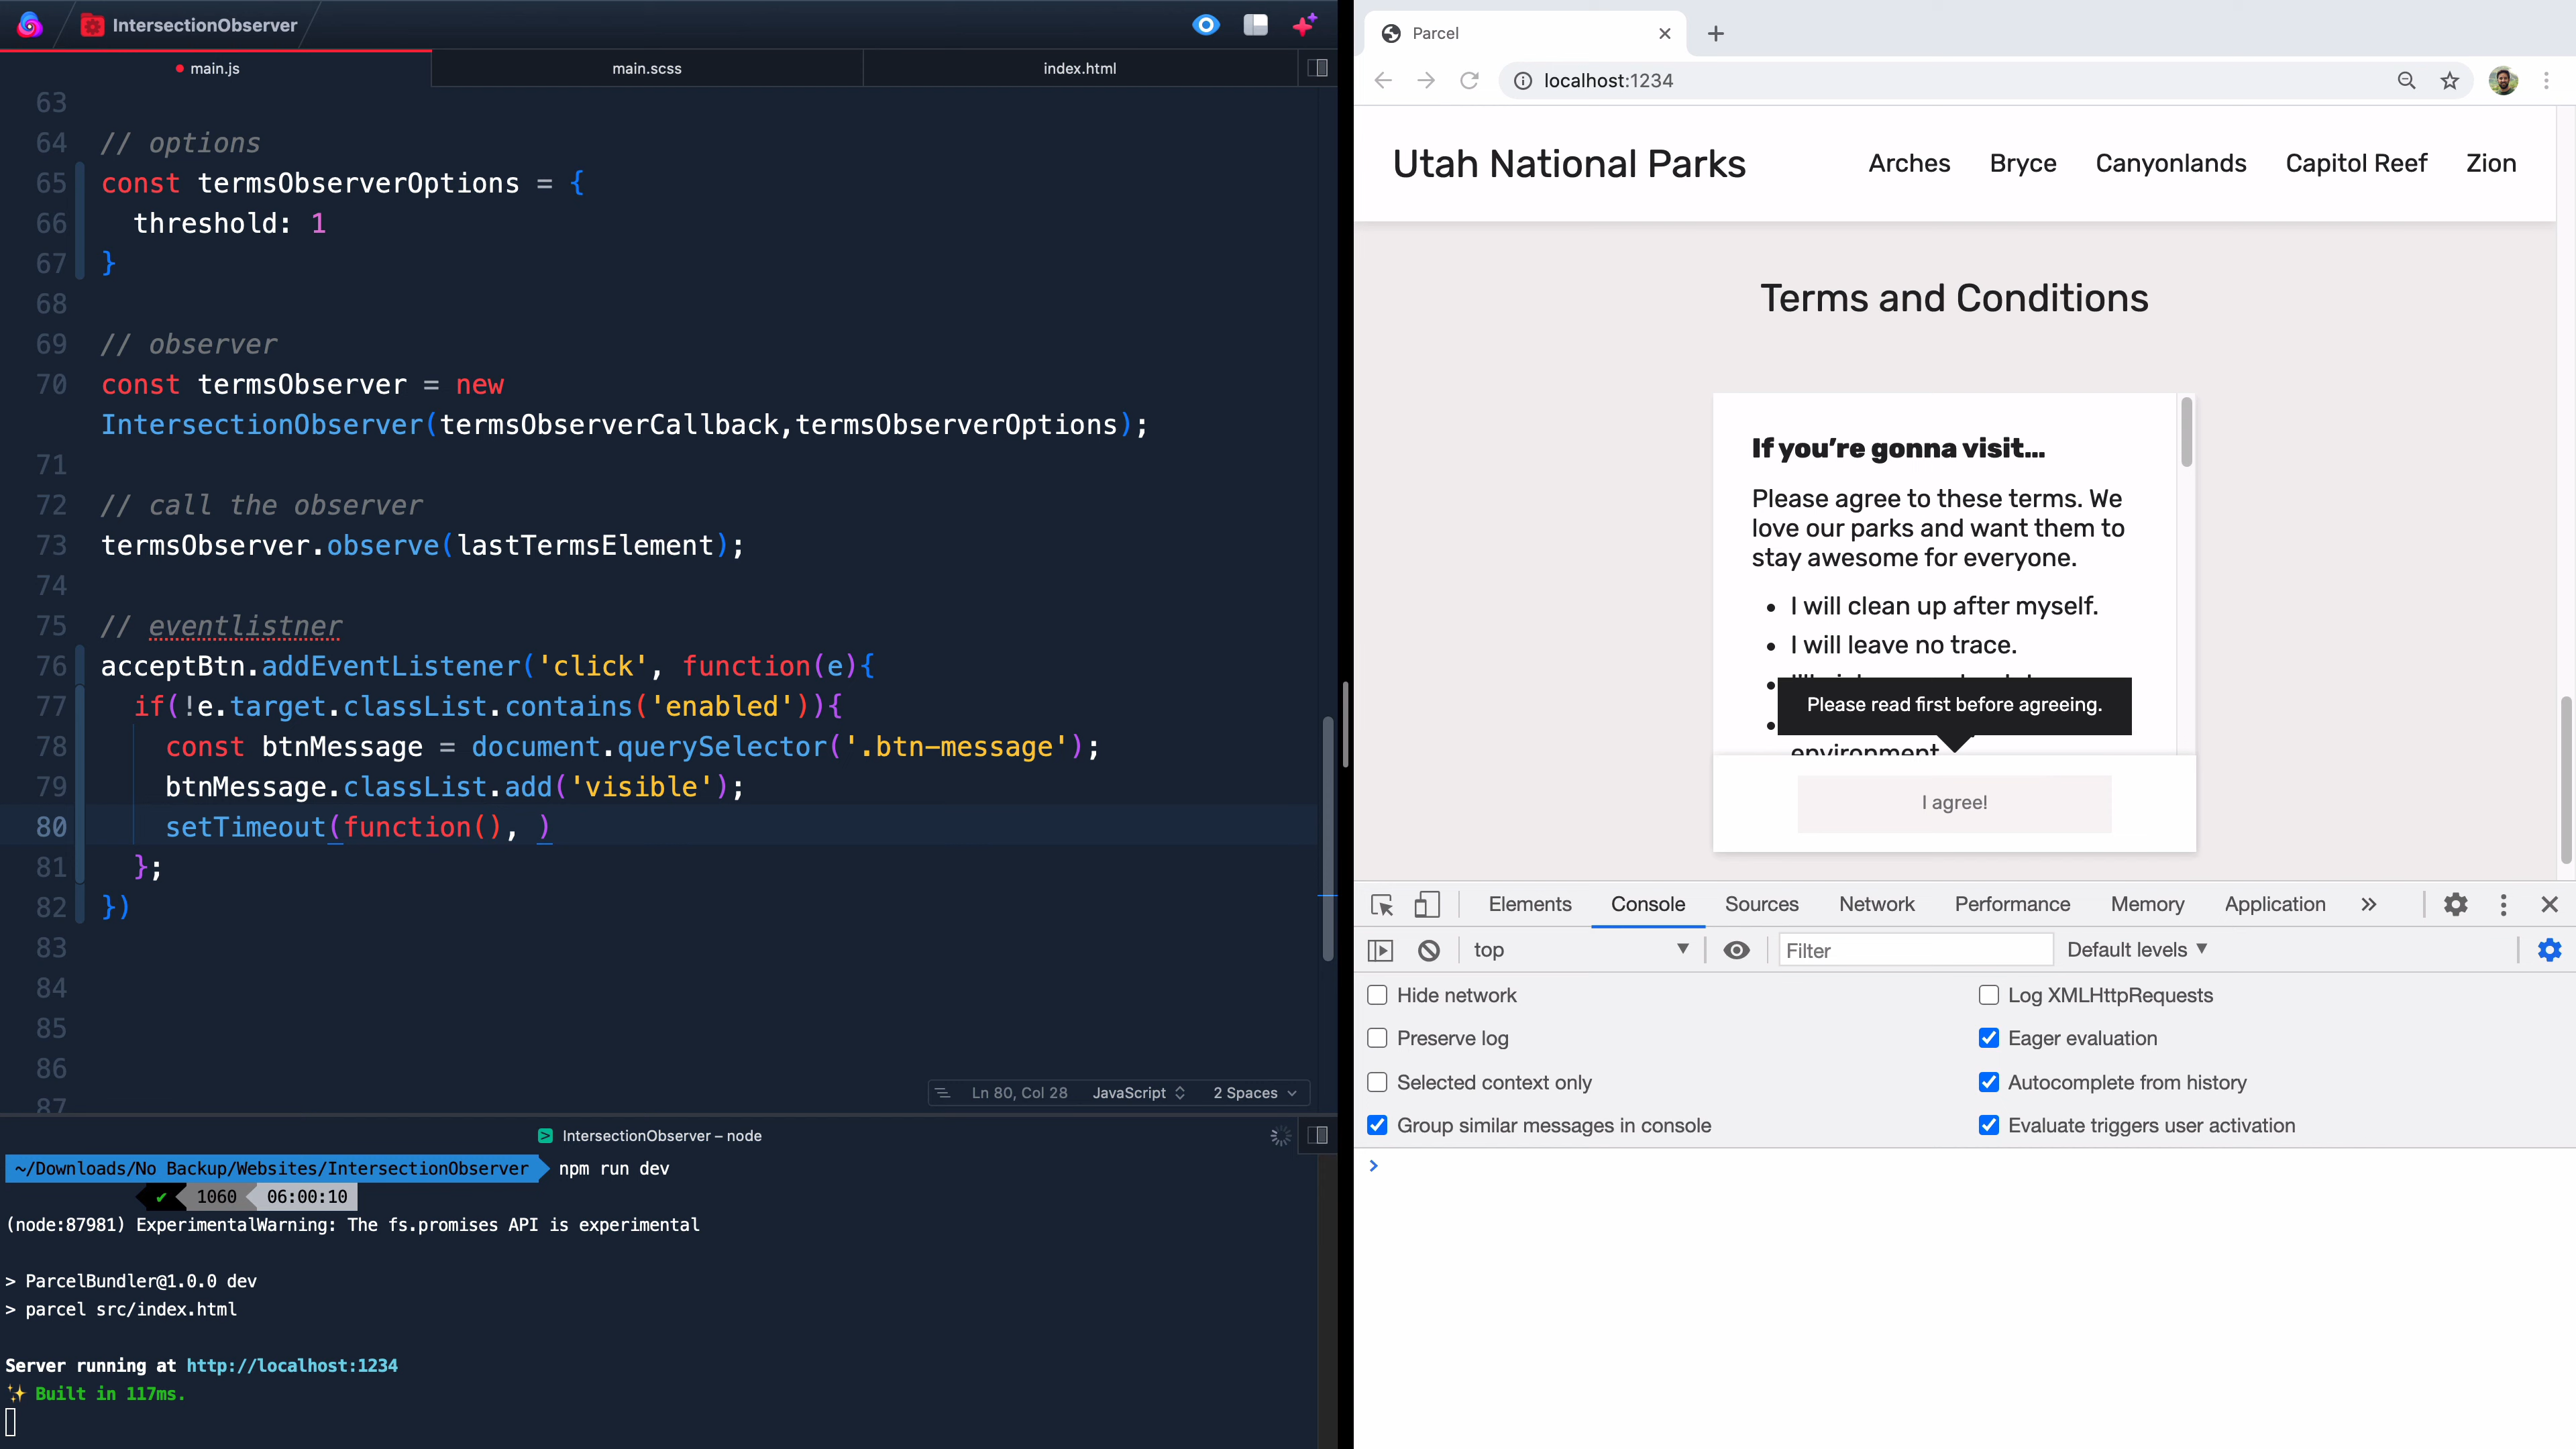 IntersectionObserver
main.js
main.scss
index.html
63
64 // options
65 const termsObserverOptions = {
66 threshold: 1
67 }
68
69 // observer
70 const termsObserver = new
IntersectionObserver(termsObserverCallback,termsObserverOptions);
71
72 // call the observer
73 termsObserver.observe(lastTermsElement);
74
75 // eventlistner
76 acceptBtn.addEventListener('click', function(e){
77 if(!e.target.classList.contains('enabled')){
78 const btnMessage = document.querySelector('.btn-message');
79 btnMessage.classList.add('visible');
80 setTimeout(function(), )
81 };
82 })
83
84
85
86
87
Ln 80, Col 28 JavaScript 2 Spaces
IntersectionObserver – node
~/Downloads/No Backup/Websites/IntersectionObserver npm run dev
✔ 1060 06:00:10
(node:87981) ExperimentalWarning: The fs.promises API is experimental
> ParcelBundler@1.0.0 dev
> parcel src/index.html
Server running at http://localhost:1234
✨ Built in 117ms.
Parcel
localhost:1234
Utah National Parks
Arches Bryce Canyonlands Capitol Reef Zion
Terms and Conditions
If you're gonna visit...
Please agree to these terms. We
love our parks and want them to
stay awesome for everyone.
• I will clean up after myself.
• I will leave no trace.
Please read first before agreeing.
environment
I agree!
Elements Console Sources Network Performance Memory Application »
top Filter Default levels ▼
Hide network
Log XMLHttpRequests
Preserve log
Eager evaluation
Selected context only
Autocomplete from history
Group similar messages in console
Evaluate triggers user activation
>